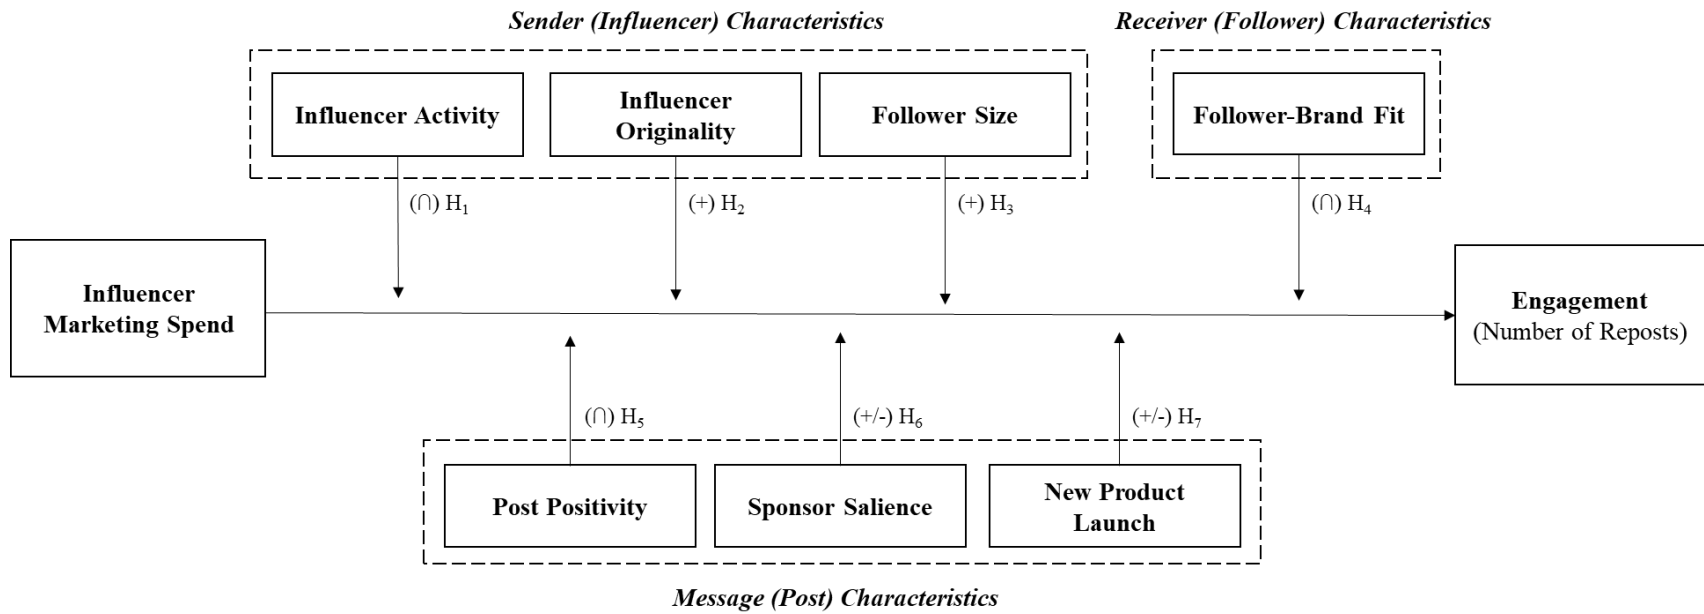 Sender (Influencer) Characteristics
Receiver (Follower) Characteristics
Influencer Activity
Influencer
Originality
Follower Size
Follower-Brand Fit
(∩) H₁
(+) H₂
(+) H₃
(∩) H₄
Influencer
Marketing Spend
Engagement
(Number of Reposts)
(∩) H₅
(+/-) H₆
(+/-) H₇
Post Positivity
Sponsor Salience
New Product
Launch
Message (Post) Characteristics